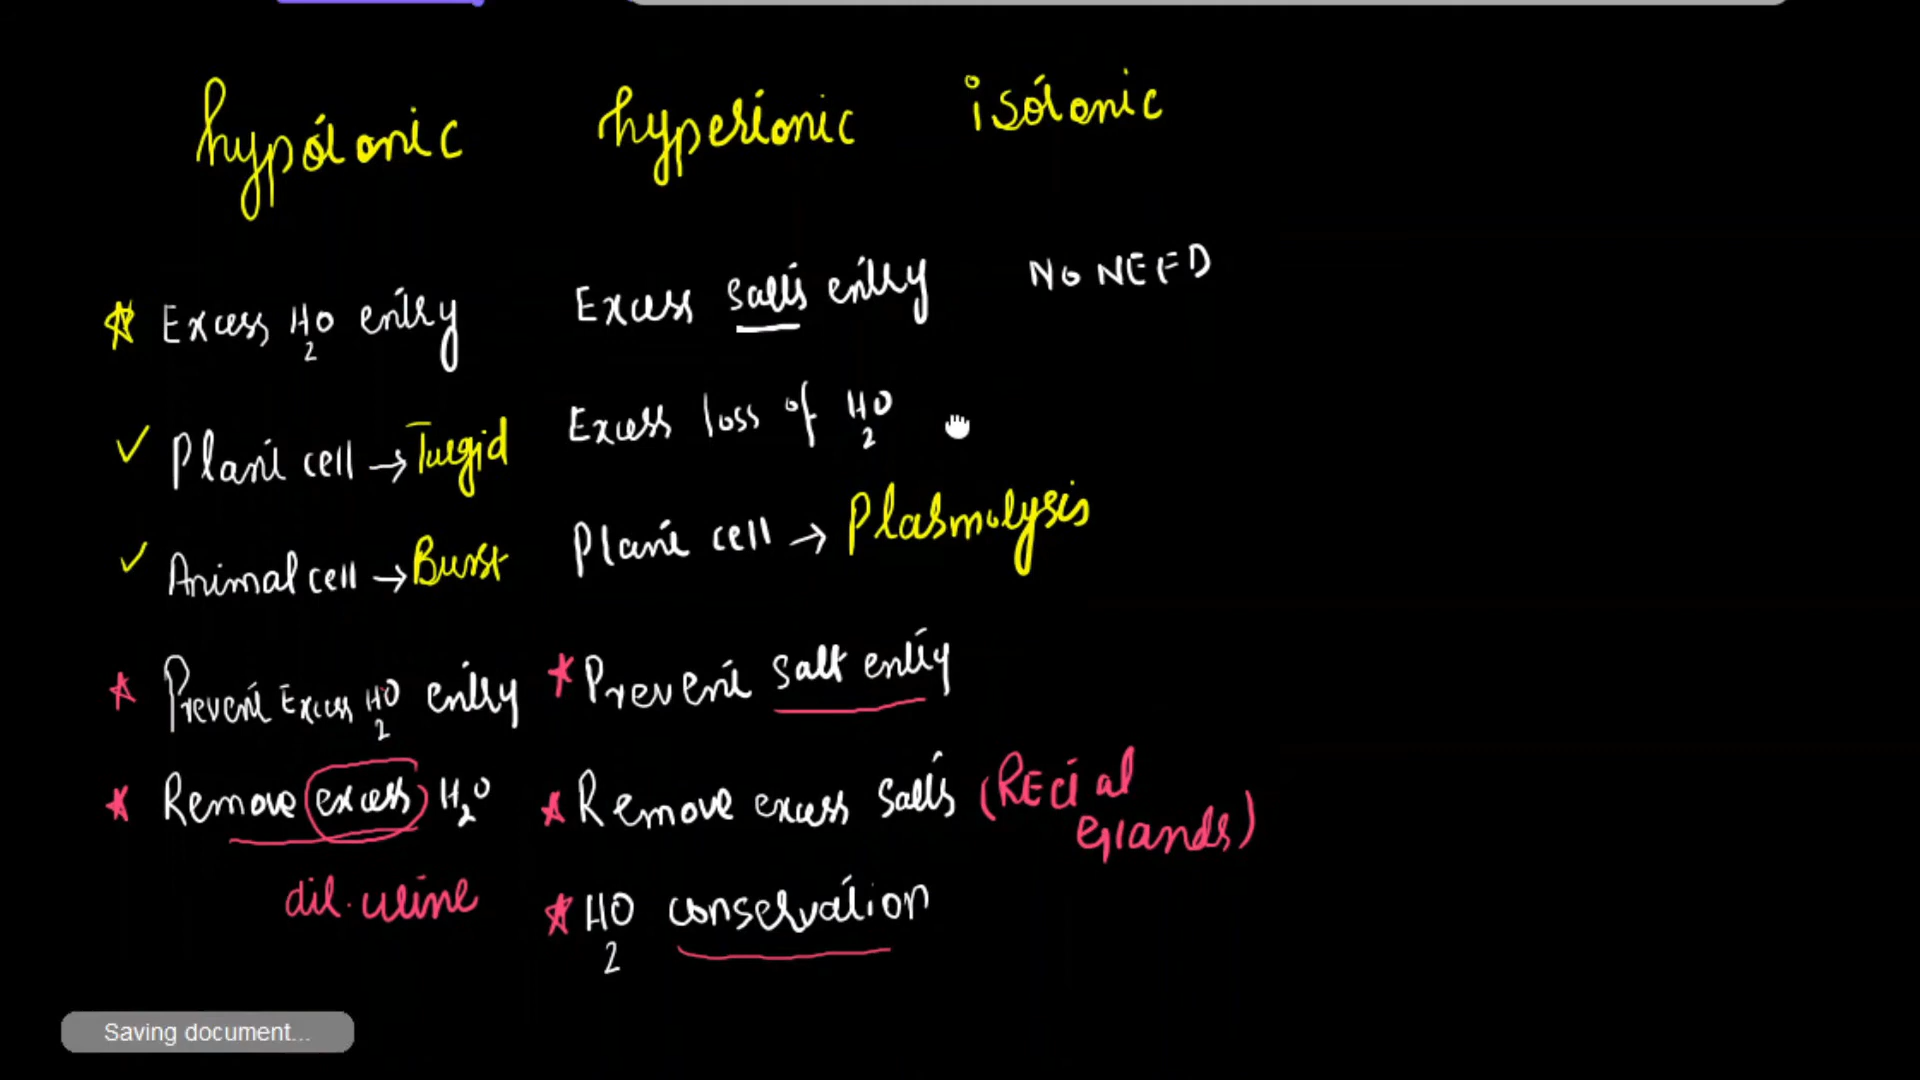 hypotonic hypertonic isotonic
Excess H2O entry Excess salts entry NO NEED
Plant cell → Turgid Excess loss of H2O
Animal cell → Burst Plant cell → Plasmolysis
Prevent Excess H2O entry Prevent salt entry
Remove excess H2O Remove excess salts (RECtal
glands)
dil. urine H2O conservation
Saving document...